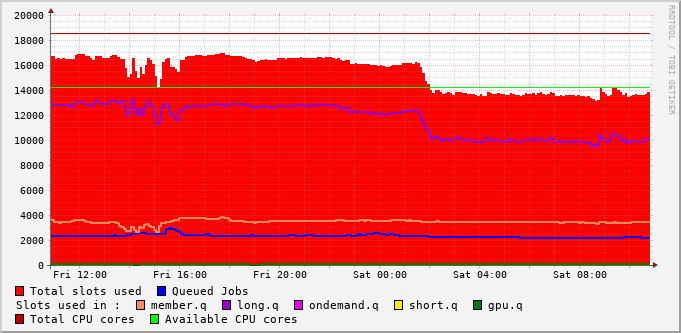 20000
18000
16000
14000
12000
10000
8000
6000
4000
2000
0
Fri 12:00 Fri 16:00 Fri 20:00 Sat 00:00 Sat 04:00 Sat 08:00
RRDTOOL / TOBI OETIKER
Total slots used Queued Jobs
Slots used in : member.q long.q ondemand.q short.q gpu.q
Total CPU cores Available CPU cores